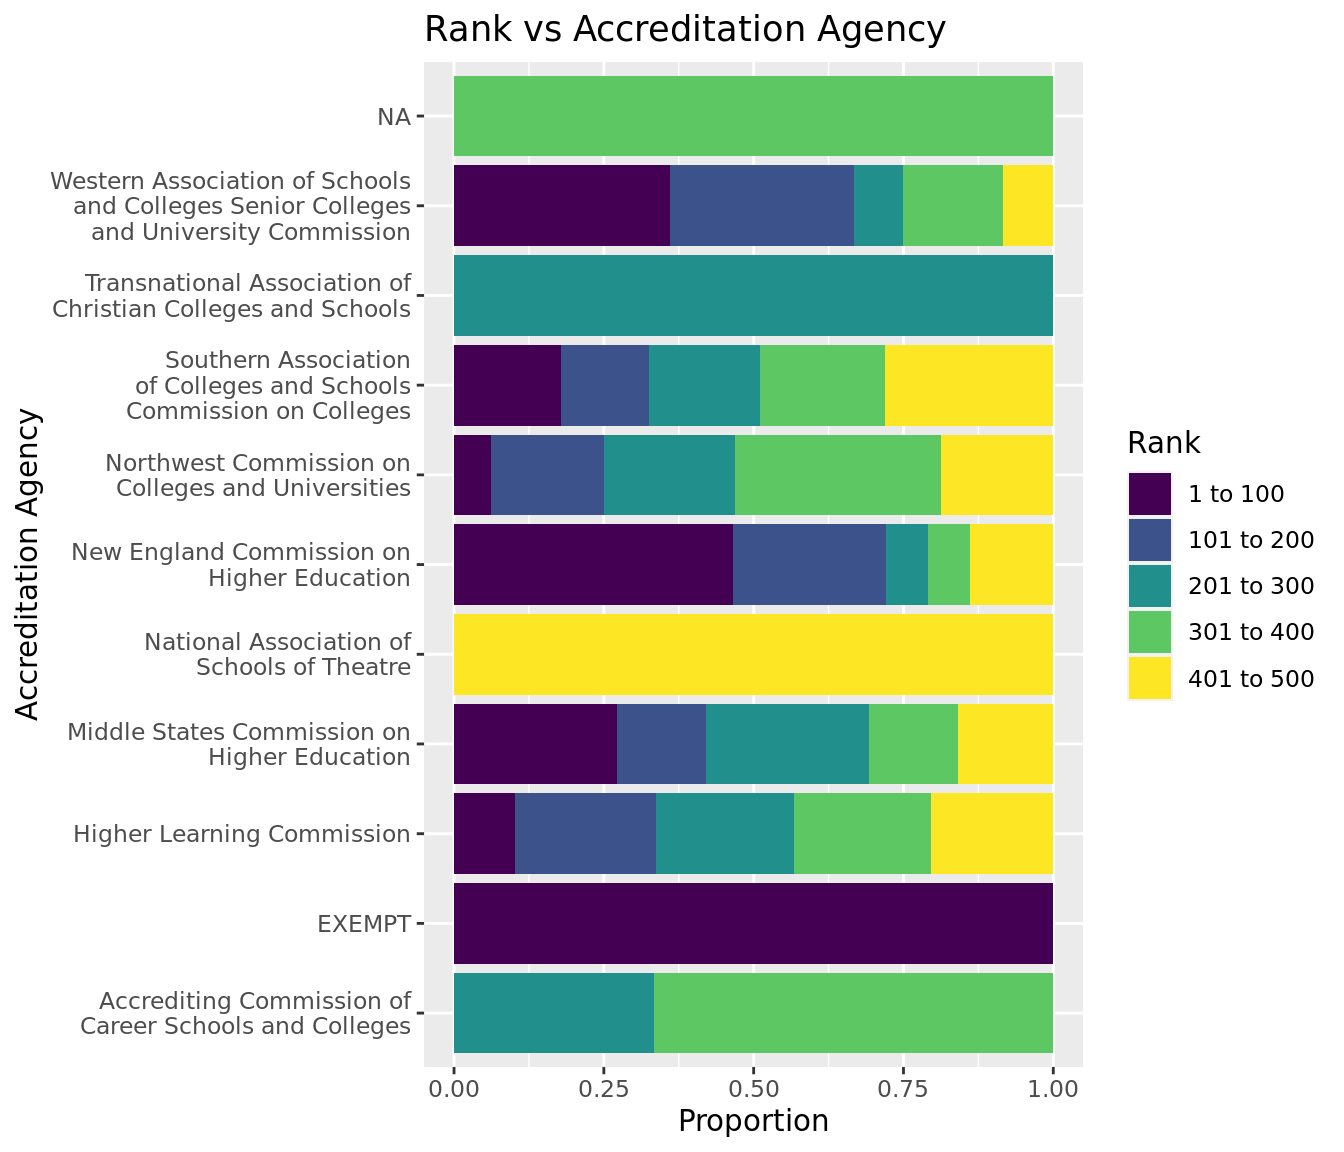 Rank vs Accreditation Agency
NA
Western Association of Schools
and Colleges Senior Colleges
and University Commission
Transnational Association of
Christian Colleges and Schools
Southern Association
of Colleges and Schools
Commission on Colleges
Northwest Commission on
Colleges and Universities
New England Commission on
Higher Education
National Association of
Schools of Theatre
Middle States Commission on
Higher Education
Higher Learning Commission
EXEMPT
Accrediting Commission of
Career Schools and Colleges
Accreditation Agency
0.00 0.25 0.50 0.75 1.00
Proportion
Rank
1 to 100
101 to 200
201 to 300
301 to 400
401 to 500